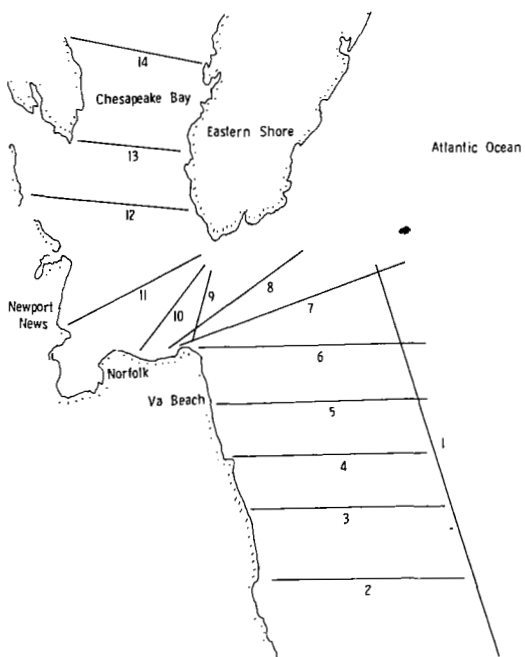 14
Chesapeake Bay
Eastern Shore
Atlantic Ocean
13
12
11
10
9
8
7
Newport
News
6
Norfolk
Va Beach
5
1
4
3
2